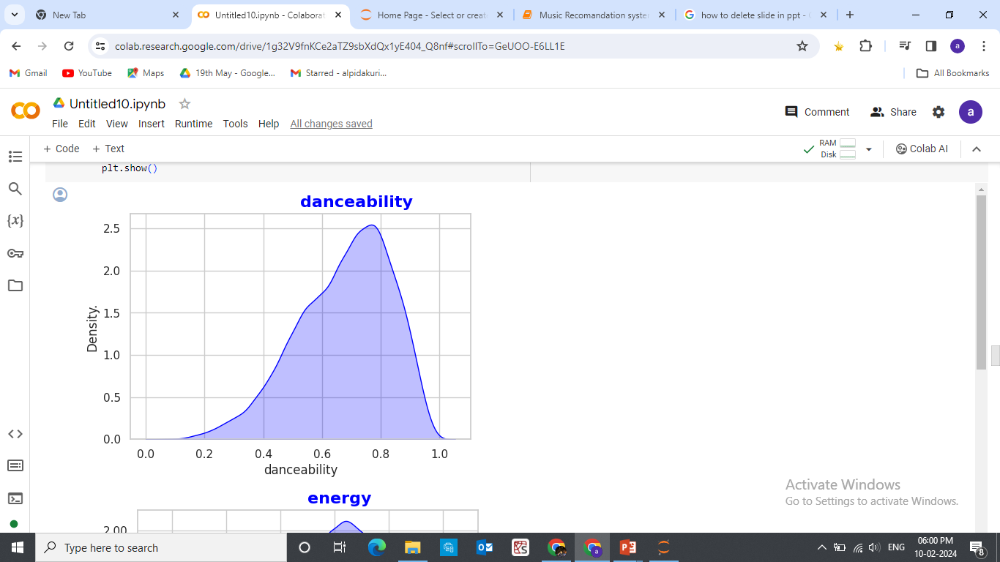 New Tab
Untitled10.ipynb - Colaborat
Home Page - Select or creat
Music Recomandation syste
how to delete slide in ppt - 
colab.research.google.com/drive/1g32V9fnKCe2aTZ9sbXdQx1yE404_Q8nf#scrollTo=GeUOO-E6LL1E
a
Gmail
YouTube
Maps
19th May - Google...
Starred - alpidakuri...
All Bookmarks
CO
Untitled10.ipynb
Comment
Share
a
File Edit View Insert Runtime Tools Help All changes saved
+ Code + Text
RAM
Disk
Colab AI
{x}
plt.show()
danceability
2.5
2.0
1.5
1.0
0.5
0.0
Density.
0.0 0.2 0.4 0.6 0.8 1.0
danceability
energy
2.00
Activate Windows
Go to Settings to activate Windows.
Type here to search
ENG
06:00 PM
10-02-2024
8